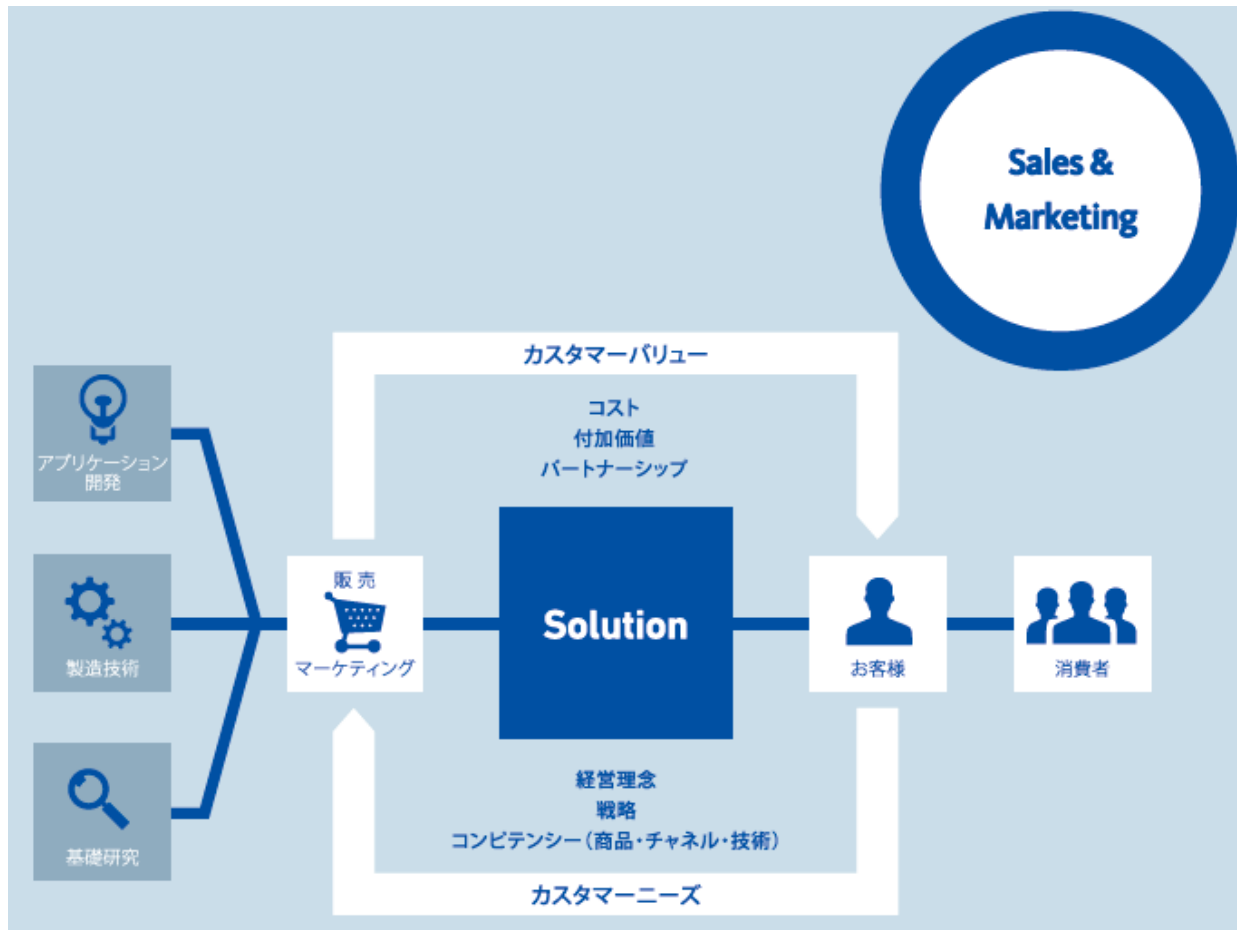 Sales &
Marketing
カスタマーバリュー
コスト
付加価値
パートナーシップ
アプリケーション
開発
製造技術
基礎研究
販売
マーケティング
Solution
お客様
消費者
経営理念
戦略
コンピテンシー(商品・チャネル・技術)
カスタマーニーズ